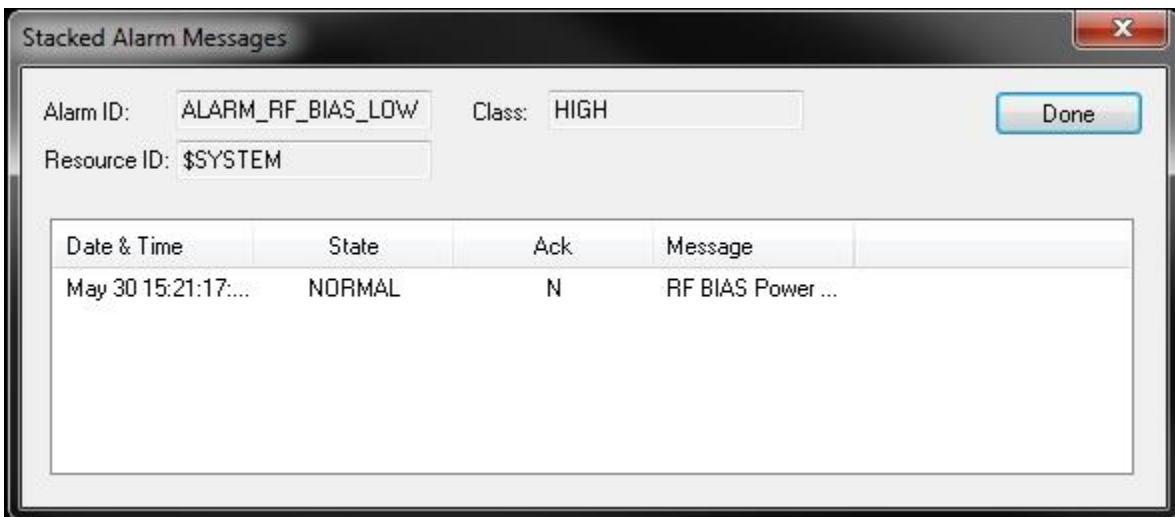 Stacked Alarm Messages
Alarm ID: ALARM_RF_BIAS_LOW Class: HIGH Done
Resource ID: $SYSTEM
Date & Time State Ack Message
May 30 15:21:17:... NORMAL N RF BIAS Power ...